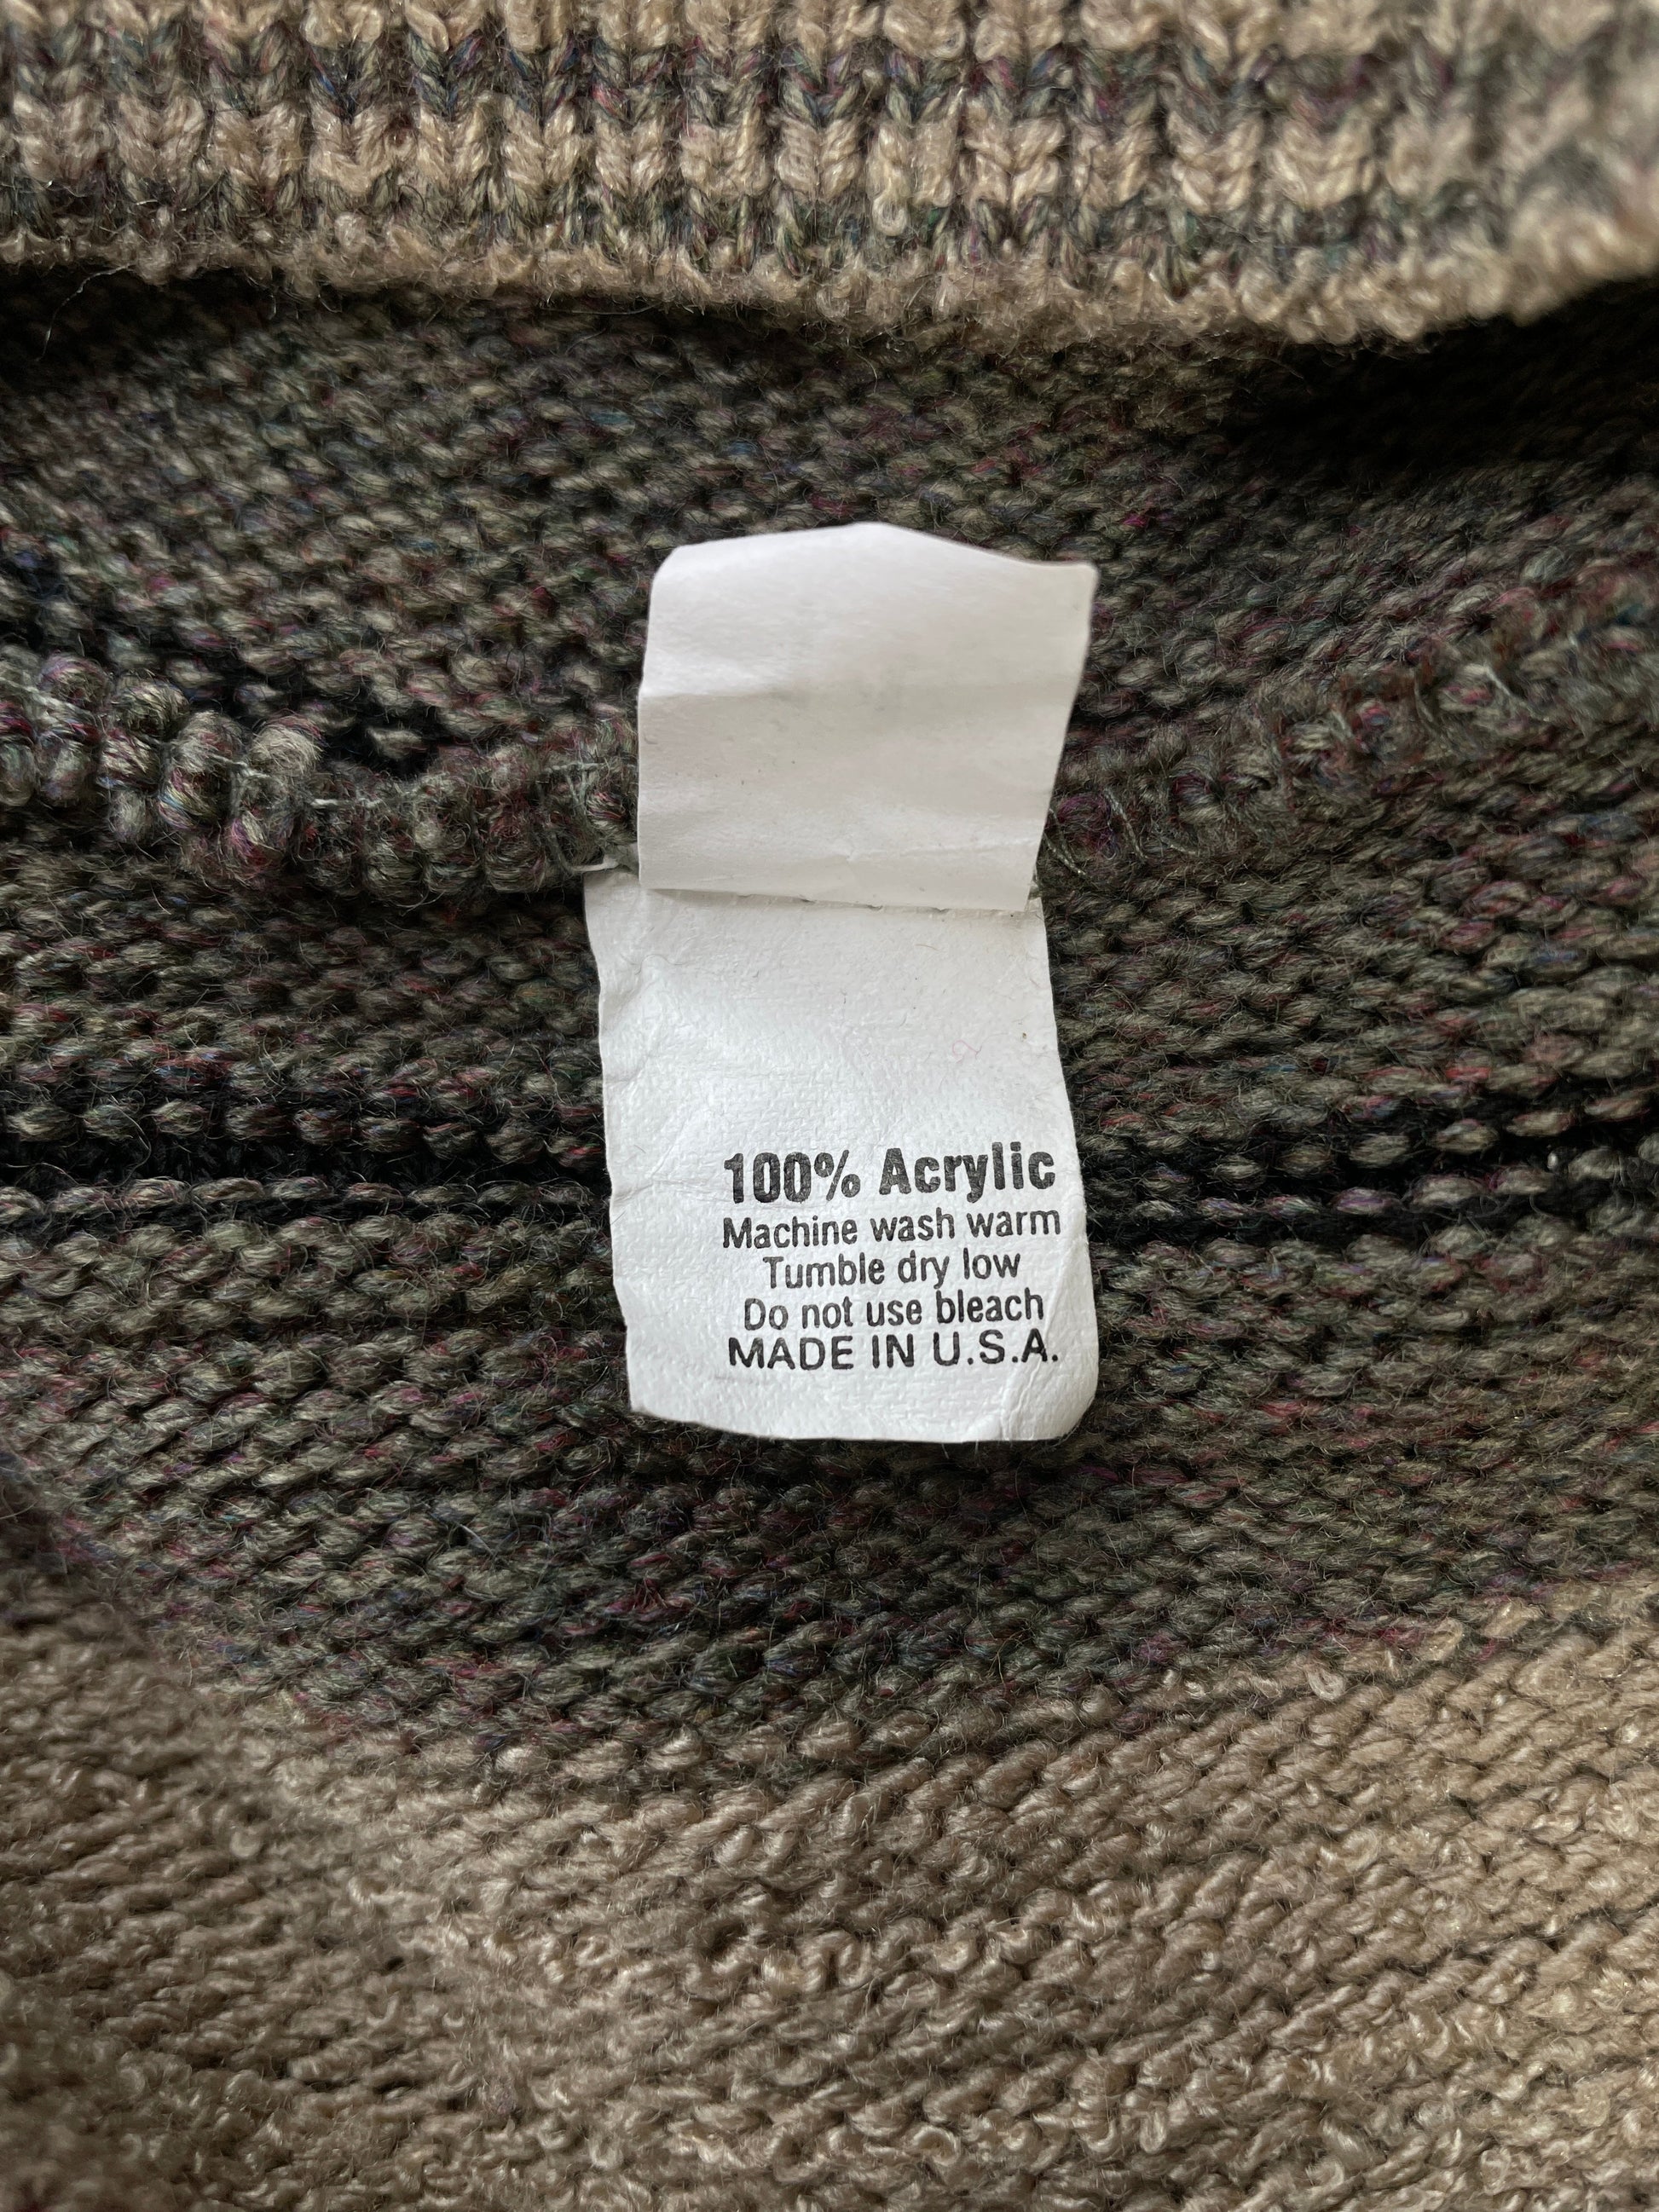 100% Acrylic
Machine wash warm
Tumble dry low
Do not use bleach
MADE IN U.S.A.